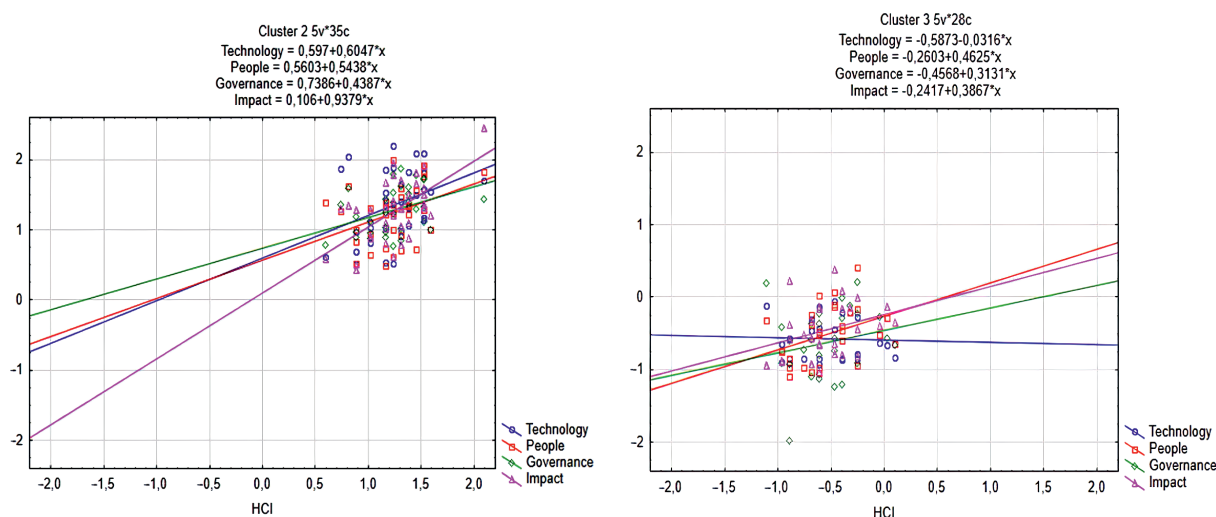 Cluster 2 5v*35c
Technology = 0,597+0,6047*x
People = 0,5603+0,5438*x
Governance = 0,7386+0,4387*x
Impact = 0,106+0,9379*x
2
1
0
−1
−2
−2,0 −1,5 −1,0 −0,5 0,0 0,5 1,0 1,5 2,0
HCI
Technology
People
Governance
Impact
Cluster 3 5v*28c
Technology = -0,5873-0,0316*x
People = -0,2603+0,4625*x
Governance = -0,4568+0,3131*x
Impact = -0,2417+0,3867*x
2
1
0
−1
−2
−2,0 −1,5 −1,0 −0,5 0,0 0,5 1,0 1,5 2,0
HCI
Technology
People
Governance
Impact